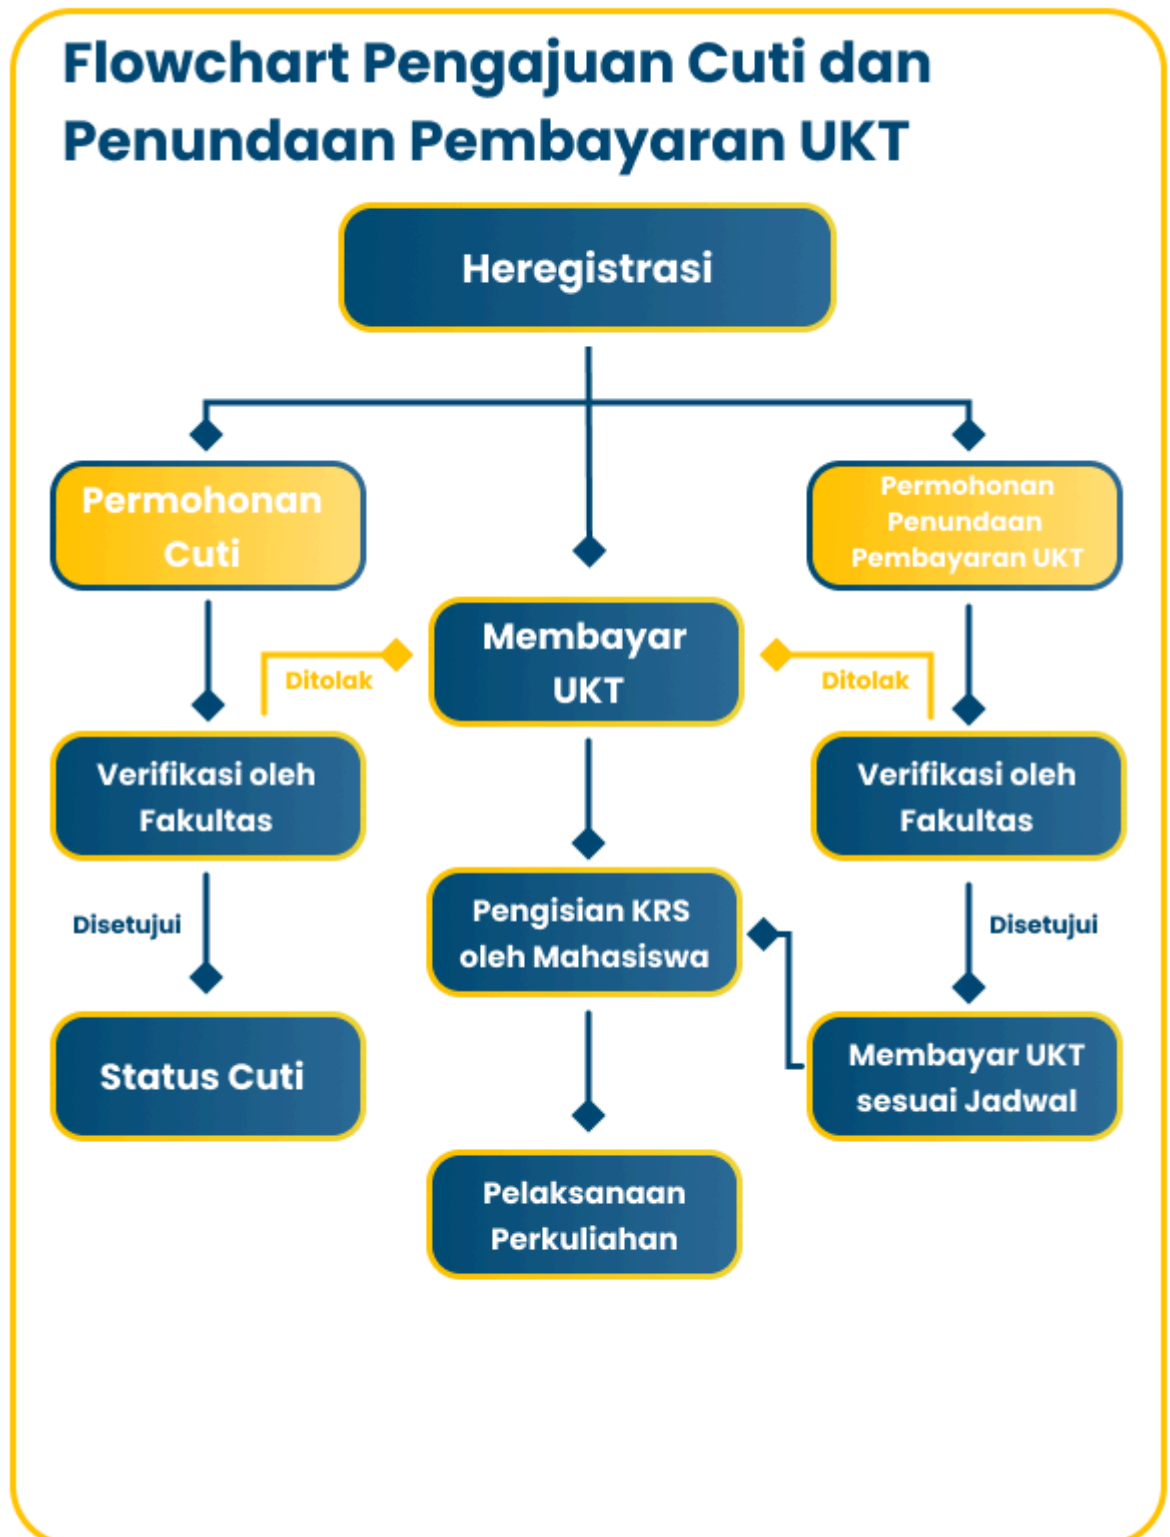 Flowchart Pengajuan Cuti dan
Penundaan Pembayaran UKT
Heregistrasi
Permohonan
Cuti
Permohonan
Penundaan
Pembayaran UKT
Membayar
UKT
Ditolak
Ditolak
Verifikasi oleh
Fakultas
Verifikasi oleh
Fakultas
Disetujui
Pengisian KRS
oleh Mahasiswa
Disetujui
Status Cuti
Membayar UKT
sesuai Jadwal
Pelaksanaan
Perkuliahan